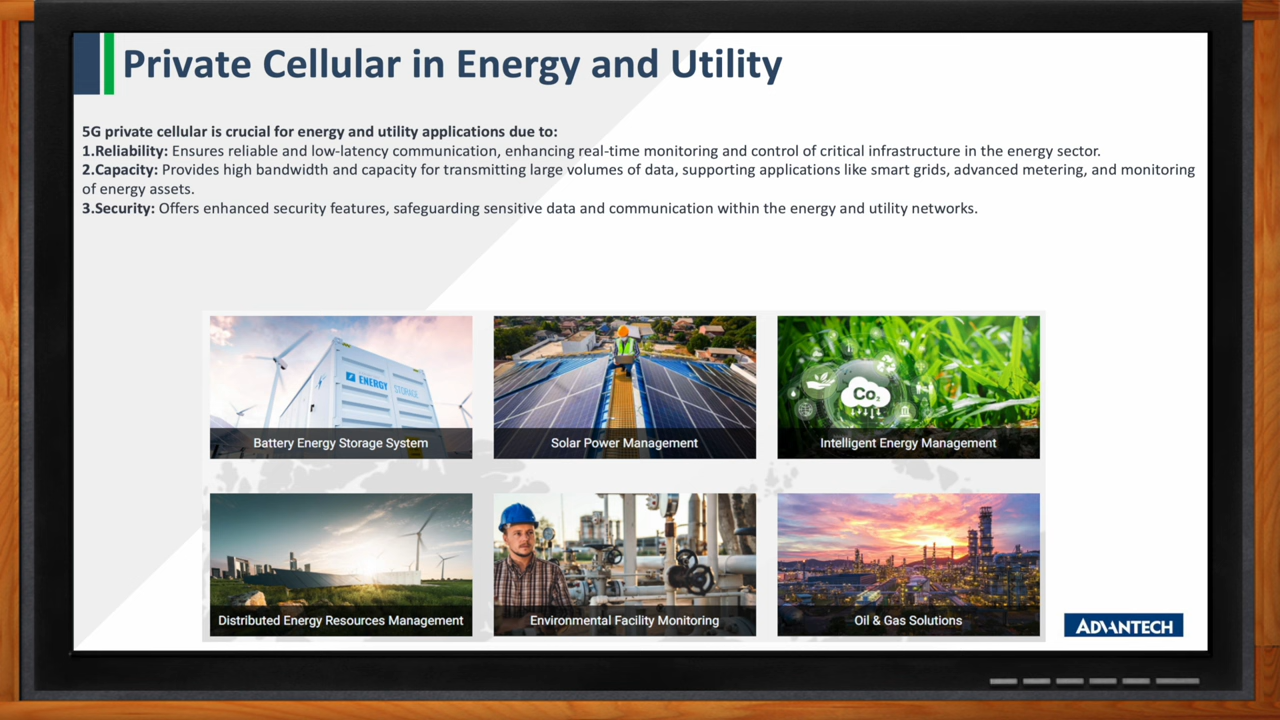 Private Cellular in Energy and Utility
5G private cellular is crucial for energy and utility applications due to:
1.Reliability: Ensures reliable and low-latency communication, enhancing real-time monitoring and control of critical infrastructure in the energy sector.
2.Capacity: Provides high bandwidth and capacity for transmitting large volumes of data, supporting applications like smart grids, advanced metering, and monitoring
of energy assets.
3.Security: Offers enhanced security features, safeguarding sensitive data and communication within the energy and utility networks.
ENERGY STORAGE
Battery Energy Storage System
Solar Power Management
Co₂
Intelligent Energy Management
Distributed Energy Resources Management
Environmental Facility Monitoring
Oil & Gas Solutions
ADVANTECH